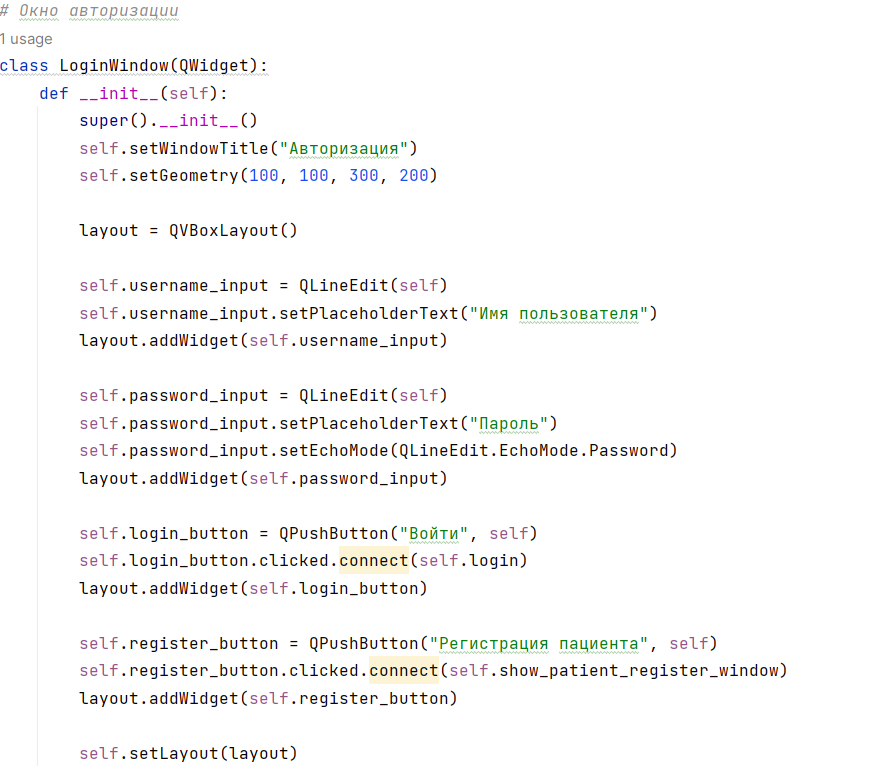 # Окно авторизации
1 usage
class LoginWindow(QWidget):
    def __init__(self):
        super().__init__()
        self.setWindowTitle("Авторизация")
        self.setGeometry(100, 100, 300, 200)
        layout = QVBoxLayout()
        self.username_input = QLineEdit(self)
        self.username_input.setPlaceholderText("Имя пользователя")
        layout.addWidget(self.username_input)
        self.password_input = QLineEdit(self)
        self.password_input.setPlaceholderText("Пароль")
        self.password_input.setEchoMode(QLineEdit.EchoMode.Password)
        layout.addWidget(self.password_input)
        self.login_button = QPushButton("Войти", self)
        self.login_button.clicked.connect(self.login)
        layout.addWidget(self.login_button)
        self.register_button = QPushButton("Регистрация пациента", self)
        self.register_button.clicked.connect(self.show_patient_register_window)
        layout.addWidget(self.register_button)
        self.setLayout(layout)